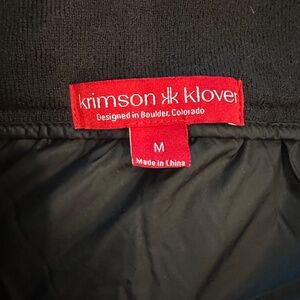 krimson kk klover
Designed in Boulder, Colorado
M
Made in China